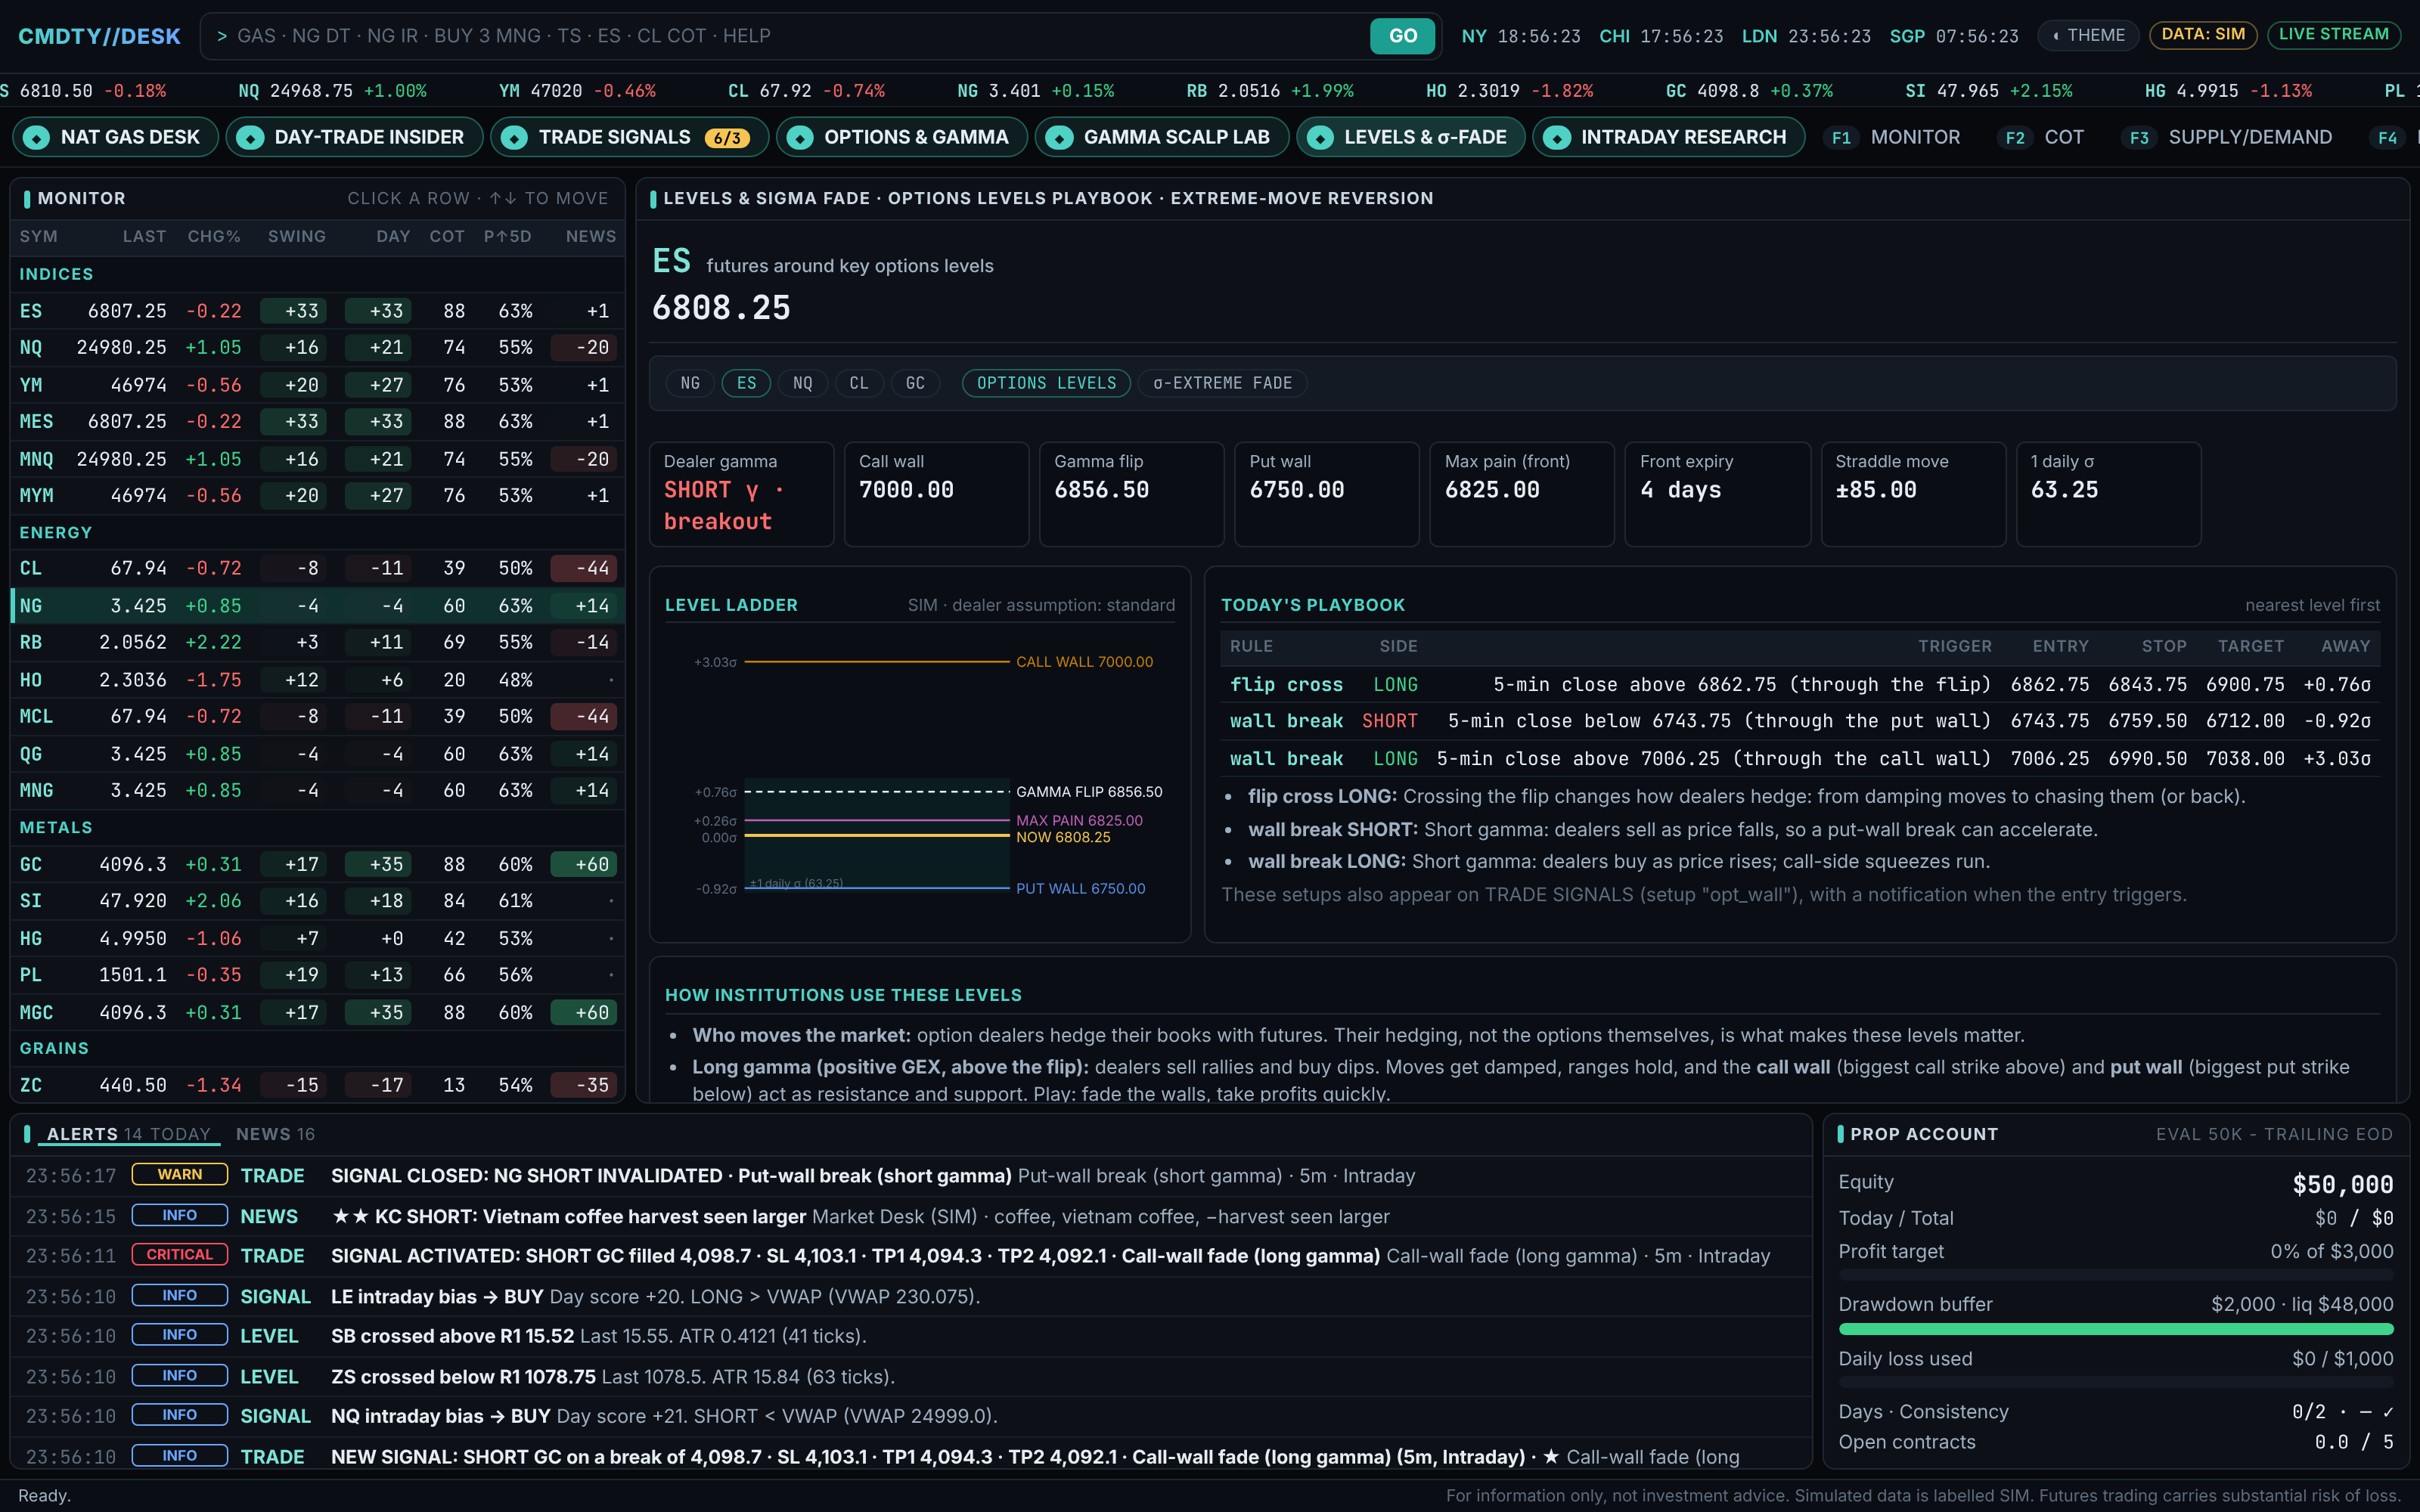 CMDTY//DESK
> GAS · NG DT · NG IR · BUY 3 MNG · TS · ES · CL COT · HELP
GO
NY 18:56:23 CHI 17:56:23 LDN 23:56:23 SGP 07:56:23
THEME
DATA: SIM
LIVE STREAM
S 6810.50 -0.18% NQ 24968.75 +1.00% YM 47020 -0.46% CL 67.92 -0.74% NG 3.401 +0.15% RB 2.0516 +1.99% HO 2.3019 -1.82% GC 4098.8 +0.37% SI 47.965 +2.15% HG 4.9915 -1.13% PL
NAT GAS DESK DAY-TRADE INSIDER TRADE SIGNALS 6/3 OPTIONS & GAMMA GAMMA SCALP LAB LEVELS & σ-FADE INTRADAY RESEARCH F1 MONITOR F2 COT F3 SUPPLY/DEMAND F4
MONITOR CLICK A ROW · ↑↓ TO MOVE
SYM LAST CHG% SWING DAY COT P↑5D NEWS
INDICES
ES 6807.25 -0.22 +33 +33 88 63% +1
NQ 24980.25 +1.05 +16 +21 74 55% -20
YM 46974 -0.56 +20 +27 76 53% +1
MES 6807.25 -0.22 +33 +33 88 63% +1
MNQ 24980.25 +1.05 +16 +21 74 55% -20
MYM 46974 -0.56 +20 +27 76 53% +1
ENERGY
CL 67.94 -0.72 -8 -11 39 50% -44
NG 3.425 +0.85 -4 -4 60 63% +14
RB 2.0562 +2.22 +3 +11 69 55% -14
HO 2.3036 -1.75 +12 +6 20 48% ·
MCL 67.94 -0.72 -8 -11 39 50% -44
QG 3.425 +0.85 -4 -4 60 63% +14
MNG 3.425 +0.85 -4 -4 60 63% +14
METALS
GC 4096.3 +0.31 +17 +35 88 60% +60
SI 47.920 +2.06 +16 +18 84 61% ·
HG 4.9950 -1.06 +7 +0 42 53% ·
PL 1501.1 -0.35 +19 +13 66 56% ·
MGC 4096.3 +0.31 +17 +35 88 60% +60
GRAINS
ZC 440.50 -1.34 -15 -17 13 54% -35
LEVELS & SIGMA FADE · OPTIONS LEVELS PLAYBOOK · EXTREME-MOVE REVERSION
ES futures around key options levels
6808.25
NG ES NQ CL GC OPTIONS LEVELS σ-EXTREME FADE
Dealer gamma
SHORT γ ·
breakout
Call wall
7000.00
Gamma flip
6856.50
Put wall
6750.00
Max pain (front)
6825.00
Front expiry
4 days
Straddle move
±85.00
1 daily σ
63.25
LEVEL LADDER SIM · dealer assumption: standard
+3.03σ CALL WALL 7000.00
+0.76σ GAMMA FLIP 6856.50
+0.26σ MAX PAIN 6825.00
0.00σ NOW 6808.25
±1 daily σ (63.25)
-0.92σ PUT WALL 6750.00
TODAY'S PLAYBOOK nearest level first
RULE SIDE TRIGGER ENTRY STOP TARGET AWAY
flip cross LONG 5-min close above 6862.75 (through the flip) 6862.75 6843.75 6900.75 +0.76σ
wall break SHORT 5-min close below 6743.75 (through the put wall) 6743.75 6759.50 6712.00 -0.92σ
wall break LONG 5-min close above 7006.25 (through the call wall) 7006.25 6990.50 7038.00 +3.03σ
• flip cross LONG: Crossing the flip changes how dealers hedge: from damping moves to chasing them (or back).
• wall break SHORT: Short gamma: dealers sell as price falls, so a put-wall break can accelerate.
• wall break LONG: Short gamma: dealers buy as price rises; call-side squeezes run.
These setups also appear on TRADE SIGNALS (setup "opt_wall"), with a notification when the entry triggers.
HOW INSTITUTIONS USE THESE LEVELS
• Who moves the market: option dealers hedge their books with futures. Their hedging, not the options themselves, is what makes these levels matter.
• Long gamma (positive GEX, above the flip): dealers sell rallies and buy dips. Moves get damped, ranges hold, and the call wall (biggest call strike above) and put wall (biggest put strike
below) act as resistance and support. Play: fade the walls, take profits quickly.
ALERTS 14 TODAY NEWS 16
23:56:17 WARN TRADE SIGNAL CLOSED: NG SHORT INVALIDATED · Put-wall break (short gamma) Put-wall break (short gamma) · 5m · Intraday
23:56:15 INFO NEWS ★★ KC SHORT: Vietnam coffee harvest seen larger Market Desk (SIM) · coffee, vietnam coffee, −harvest seen larger
23:56:11 CRITICAL TRADE SIGNAL ACTIVATED: SHORT GC filled 4,098.7 · SL 4,103.1 · TP1 4,094.3 · TP2 4,092.1 · Call-wall fade (long gamma) Call-wall fade (long gamma) · 5m · Intraday
23:56:10 INFO SIGNAL LE intraday bias → BUY Day score +20. LONG > VWAP (VWAP 230.075).
23:56:10 INFO LEVEL SB crossed above R1 15.52 Last 15.55. ATR 0.4121 (41 ticks).
23:56:10 INFO LEVEL ZS crossed below R1 1078.75 Last 1078.5. ATR 15.84 (63 ticks).
23:56:10 INFO SIGNAL NQ intraday bias → BUY Day score +21. SHORT < VWAP (VWAP 24999.0).
23:56:10 INFO TRADE NEW SIGNAL: SHORT GC on a break of 4,098.7 · SL 4,103.1 · TP1 4,094.3 · TP2 4,092.1 · Call-wall fade (long gamma) (5m, Intraday) · ★ Call-wall fade (long
PROP ACCOUNT EVAL 50K - TRAILING EOD
Equity $50,000
Today / Total $0 / $0
Profit target 0% of $3,000
Drawdown buffer $2,000 · liq $48,000
Daily loss used $0 / $1,000
Days · Consistency 0/2 · — ✓
Open contracts 0.0 / 5
Ready.
For information only, not investment advice. Simulated data is labelled SIM. Futures trading carries substantial risk of loss.